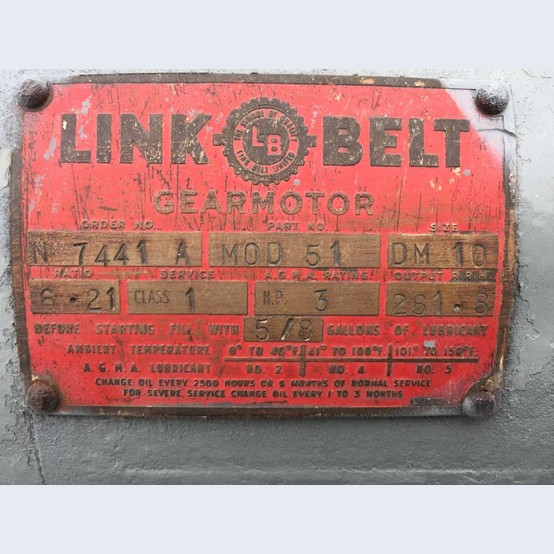 LINK LB BELT
GEARMOTOR
ORDER NO. PART NO. SIZE
N 7441 A MOD 51 DM 10
RATIO SERVICE A.G.M.A. RATING OUTPUT R.P.M.
6-21 CLASS 1 H.P. 3 281-8
BEFORE STARTING FILL WITH 5/8 GALLONS OF LUBRICANT
AMBIENT TEMPERATURE 0° TO 40°F. 41° TO 100°F. 101° TO 150°F.
A. G. M. A. LUBRICANT NO. 2 NO. 4 NO. 5
CHANGE OIL EVERY 2500 HOURS OR 6 MONTHS OF NORMAL SERVICE
FOR SEVERE SERVICE CHANGE OIL EVERY 1 TO 3 MONTHS